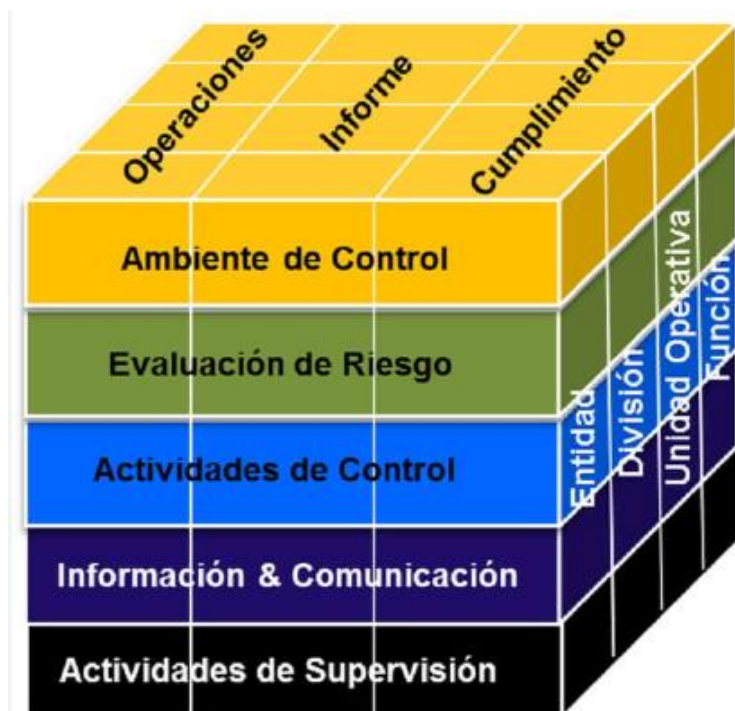 Operaciones
Informe
Cumplimiento
Ambiente de Control
Evaluación de Riesgo
Actividades de Control
Información & Comunicación
Actividades de Supervisión
Entidad
División
Unidad Operativa
Función